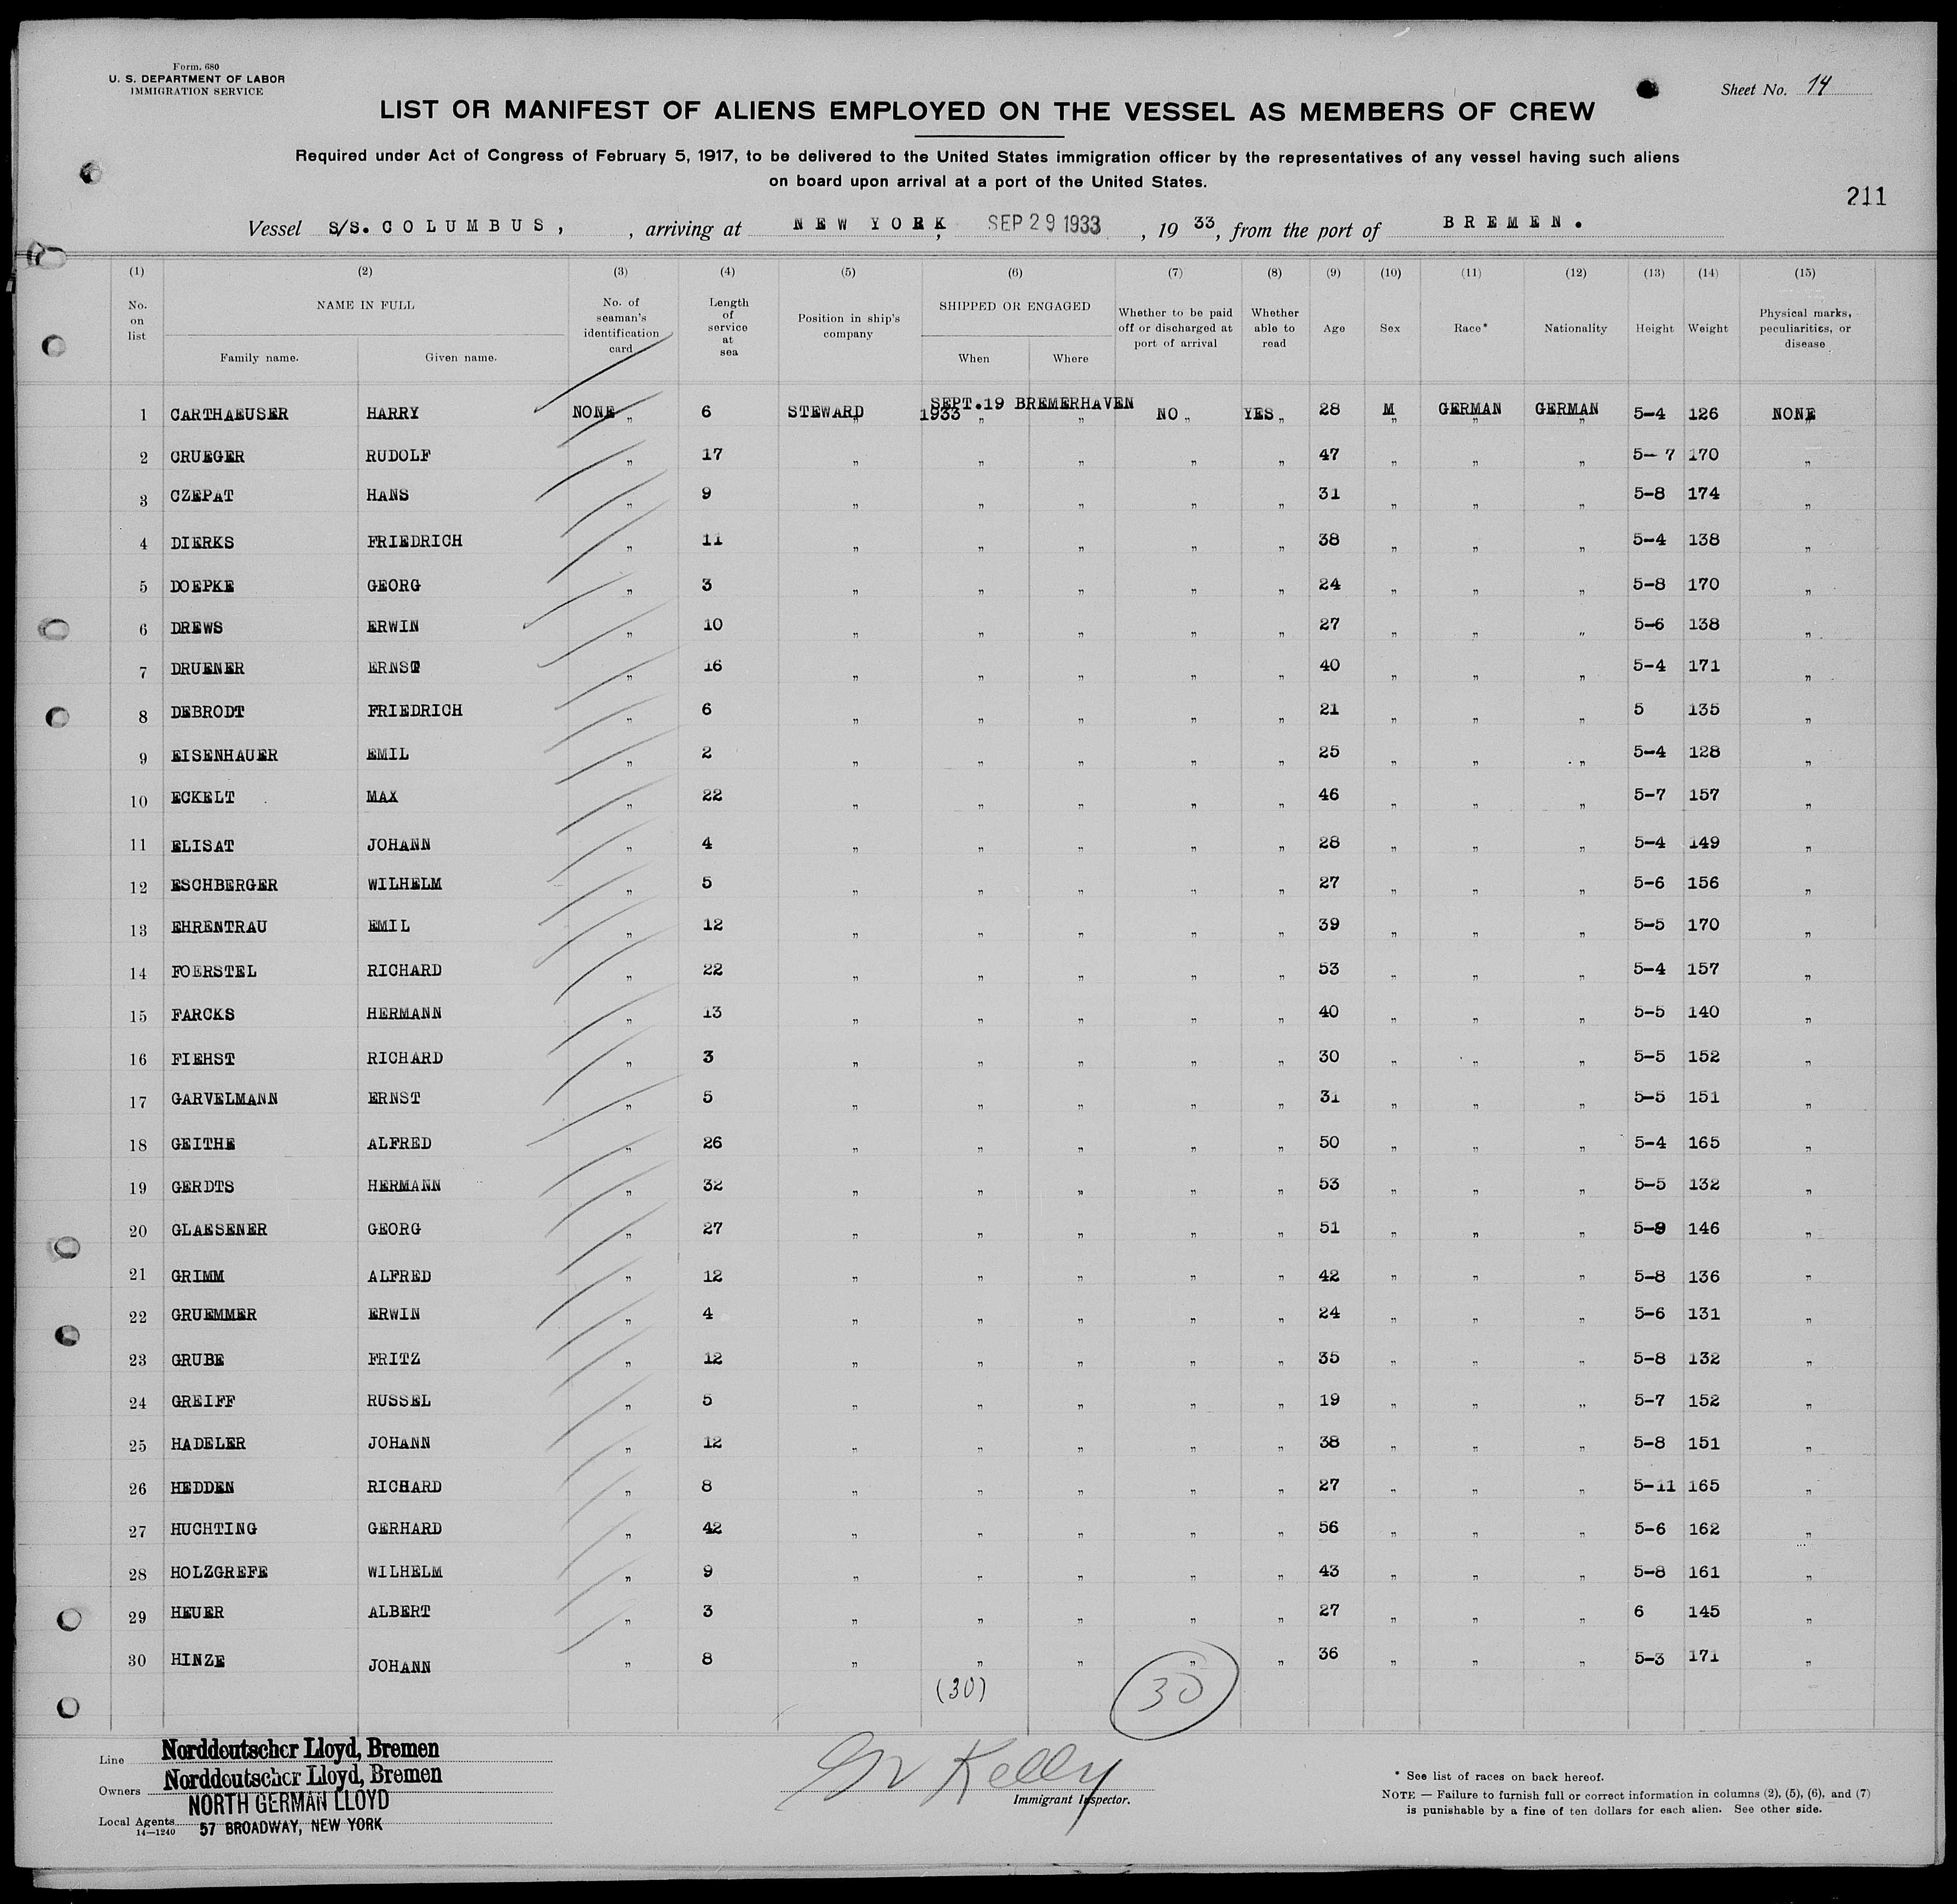 Form. 680
U. S. DEPARTMENT OF LABOR
IMMIGRATION SERVICE
Sheet No. 14
LIST OR MANIFEST OF ALIENS EMPLOYED ON THE VESSEL AS MEMBERS OF CREW
Required under Act of Congress of February 5, 1917, to be delivered to the United States immigration officer by the representatives of any vessel having such aliens
on board upon arrival at a port of the United States.
211
Vessel S/S. COLUMBUS, , arriving at NEW YORK, SEP 29 1933 , 19 33, from the port of BREMEN.
(1) (2) (3) (4) (5) (6) (7) (8) (9) (10) (11) (12) (13) (14) (15)
No. on list NAME IN FULL Family name. Given name. No. of seaman's identification card Length of service at sea Position in ship's company SHIPPED OR ENGAGED When Where Whether to be paid off or discharged at port of arrival Whether able to read Age Sex Race* Nationality Height Weight Physical marks, peculiarities, or disease
1 CARTHAEUSER HARRY NONE „ 6 STEWARD „ SEPT.19 1933 „ BREMERHAVEN „ NO „ YES „ 28 M „ GERMAN „ GERMAN „ 5-4 126 NONE „
2 CRUEGER RUDOLF „ 17 „ „ „ „ „ 47 „ „ „ 5-7 170 „
3 CZEPAT HANS „ 9 „ „ „ „ „ 31 „ „ „ 5-8 174 „
4 DIERKS FRIEDRICH „ 11 „ „ „ „ „ 38 „ „ „ 5-4 138 „
5 DOEPKE GEORG „ 3 „ „ „ „ „ 24 „ „ „ 5-8 170 „
6 DREWS ERWIN „ 10 „ „ „ „ „ 27 „ „ „ 5-6 138 „
7 DRUENER ERNST „ 16 „ „ „ „ „ 40 „ „ „ 5-4 171 „
8 DEBRODT FRIEDRICH „ 6 „ „ „ „ „ 21 „ „ „ 5 135 „
9 EISENHAUER EMIL „ 2 „ „ „ „ „ 25 „ „ „ 5-4 128 „
10 ECKELT MAX „ 22 „ „ „ „ „ 46 „ „ „ 5-7 157 „
11 ELISAT JOHANN „ 4 „ „ „ „ „ 28 „ „ „ 5-4 149 „
12 ESCHBERGER WILHELM „ 5 „ „ „ „ „ 27 „ „ „ 5-6 156 „
13 EHRENTRAU EMIL „ 12 „ „ „ „ „ 39 „ „ „ 5-5 170 „
14 FOERSTEL RICHARD „ 22 „ „ „ „ „ 53 „ „ „ 5-4 157 „
15 FARCKS HERMANN „ 13 „ „ „ „ „ 40 „ „ „ 5-5 140 „
16 FIEHST RICHARD „ 3 „ „ „ „ „ 30 „ „ „ 5-5 152 „
17 GARVELMANN ERNST „ 5 „ „ „ „ „ 31 „ „ „ 5-5 151 „
18 GEITHE ALFRED „ 26 „ „ „ „ „ 50 „ „ „ 5-4 165 „
19 GERDTS HERMANN „ 32 „ „ „ „ „ 53 „ „ „ 5-5 132 „
20 GLAESENER GEORG „ 27 „ „ „ „ „ 51 „ „ „ 5-9 146 „
21 GRIMM ALFRED „ 12 „ „ „ „ „ 42 „ „ „ 5-8 136 „
22 GRUEMMER ERWIN „ 4 „ „ „ „ „ 24 „ „ „ 5-6 131 „
23 GRUBE FRITZ „ 12 „ „ „ „ „ 35 „ „ „ 5-8 132 „
24 GREIFF RUSSEL „ 5 „ „ „ „ „ 19 „ „ „ 5-7 152 „
25 HADELER JOHANN „ 12 „ „ „ „ „ 38 „ „ „ 5-8 151 „
26 HEDDEN RICHARD „ 8 „ „ „ „ „ 27 „ „ „ 5-11 165 „
27 HUCHTING GERHARD „ 42 „ „ „ „ „ 56 „ „ „ 5-6 162 „
28 HOLZGREFE WILHELM „ 9 „ „ „ „ „ 43 „ „ „ 5-8 161 „
29 HEUER ALBERT „ 3 „ „ „ „ „ 27 „ „ „ 6 145 „
30 HINZE JOHANN „ 8 „ „ „ „ „ 36 „ „ „ 5-3 171 „
(30) 30
Line Norddeutscher Lloyd, Bremen
Owners Norddeutscher Lloyd, Bremen
Local Agents NORTH GERMAN LLOYD
57 BROADWAY, NEW YORK
14—1240
Kelly
Immigrant Inspector.
* See list of races on back hereof.
NOTE — Failure to furnish full or correct information in columns (2), (5), (6), and (7)
is punishable by a fine of ten dollars for each alien. See other side.